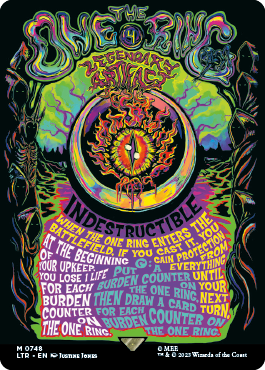 THE
ONE RING
4
LEGENDARY
ARTIFACT
INDESTRUCTIBLE
WHEN THE ONE RING ENTERS THE
BATTLEFIELD, IF YOU CAST IT, YOU
GAIN PROTECTION
FROM
EVERYTHING
UNTIL
YOUR
NEXT
TURN.
AT THE
BEGINNING
OF YOUR
UPKEEP,
YOU LOSE 1 LIFE
FOR EACH
BURDEN
COUNTER
ON
THE ONE RING.
: PUT A
BURDEN COUNTER ON
THE ONE RING,
THEN DRAW A CARD
FOR EACH
BURDEN COUNTER ON
THE ONE RING.
M 0748
LTR • EN Justine Jones
© MEE
™ & © 2023 Wizards of the Coast